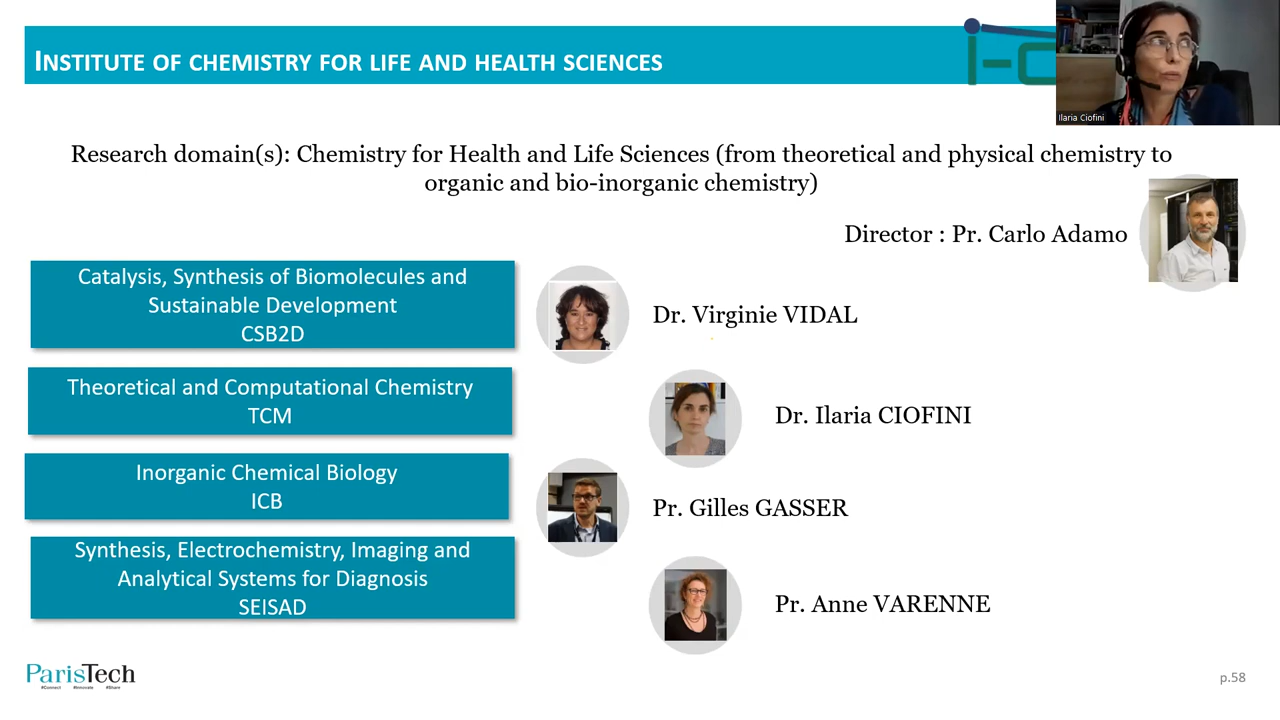 INSTITUTE OF CHEMISTRY FOR LIFE AND HEALTH SCIENCES
Ilaria Ciofini
Research domain(s): Chemistry for Health and Life Sciences (from theoretical and physical chemistry to
organic and bio-inorganic chemistry)
Director : Pr. Carlo Adamo
Catalysis, Synthesis of Biomolecules and
Sustainable Development
CSB2D
Dr. Virginie VIDAL
Theoretical and Computational Chemistry
TCM
Dr. Ilaria CIOFINI
Inorganic Chemical Biology
ICB
Pr. Gilles GASSER
Synthesis, Electrochemistry, Imaging and
Analytical Systems for Diagnosis
SEISAD
Pr. Anne VARENNE
ParisTech
#Connect #Innovate #Share
p.58